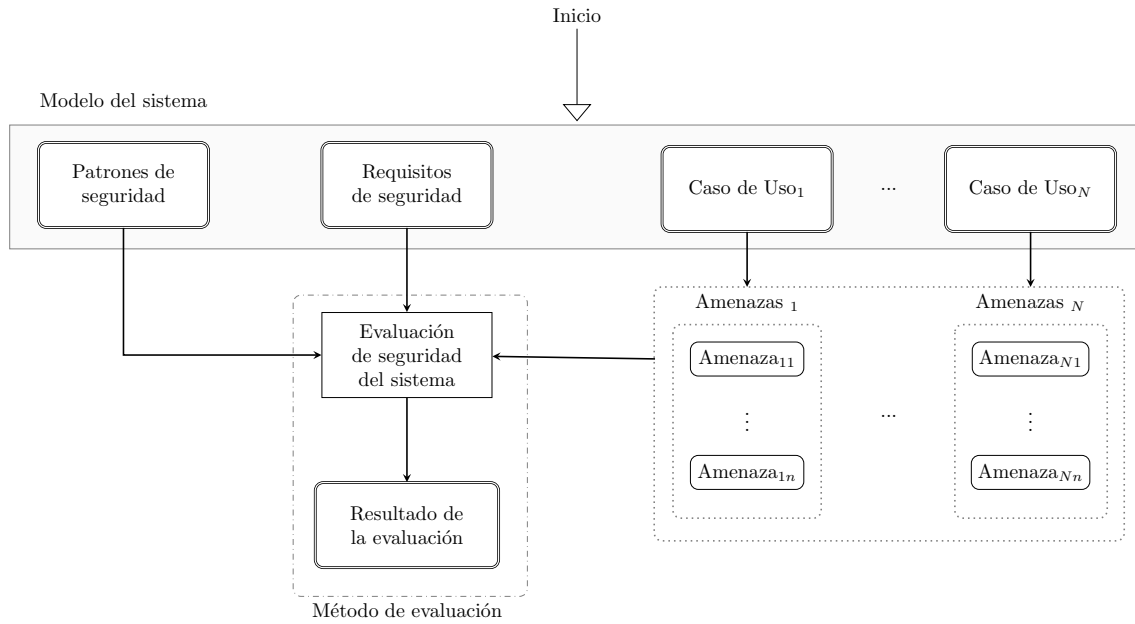 Inicio
Modelo del sistema
Patrones de
seguridad
Requisitos
de seguridad
Caso de Uso₁
...
Caso de Uso_N
Evaluación
de seguridad
del sistema
Resultado de
la evaluación
Método de evaluación
Amenazas ₁
Amenaza₁₁
⋮
Amenaza₁ₙ
...
Amenazas _N
Amenaza_N1
⋮
Amenaza_Nn